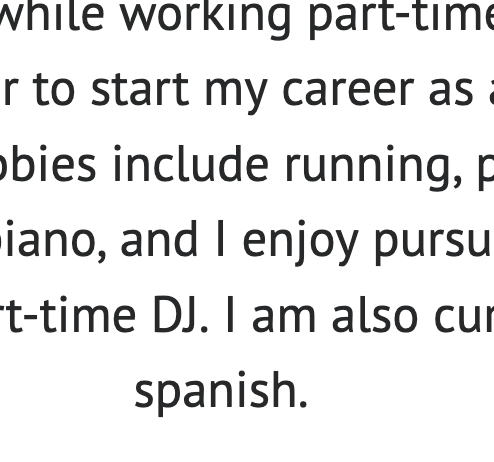 while working part-time
r to start my career as a
bbies include running, p
piano, and I enjoy pursu
rt-time DJ. I am also cur
spanish.